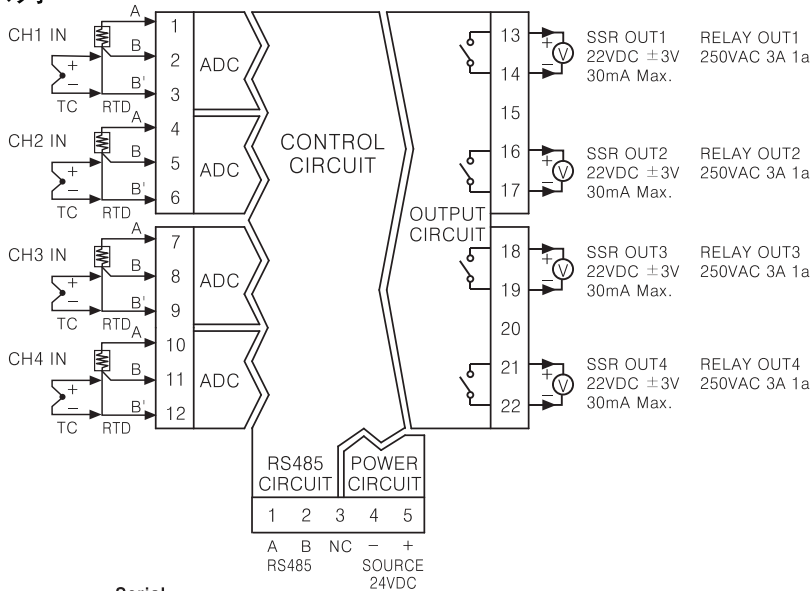 CH1 IN
A
B
B'
TC
RTD
1
2
3
ADC
CH2 IN
A
B
B'
TC
RTD
4
5
6
ADC
CH3 IN
A
B
B'
TC
RTD
7
8
9
ADC
CH4 IN
A
B
B'
TC
RTD
10
11
12
ADC
CONTROL
CIRCUIT
OUTPUT
CIRCUIT
13
14
15
16
17
18
19
20
21
22
+
−
V
SSR OUT1
22VDC ±3V
30mA Max.
RELAY OUT1
250VAC 3A 1a
+
−
V
SSR OUT2
22VDC ±3V
30mA Max.
RELAY OUT2
250VAC 3A 1a
+
−
V
SSR OUT3
22VDC ±3V
30mA Max.
RELAY OUT3
250VAC 3A 1a
+
−
V
SSR OUT4
22VDC ±3V
30mA Max.
RELAY OUT4
250VAC 3A 1a
RS485
CIRCUIT
POWER
CIRCUIT
1 2 3 4 5
A B NC − +
RS485
SOURCE
24VDC